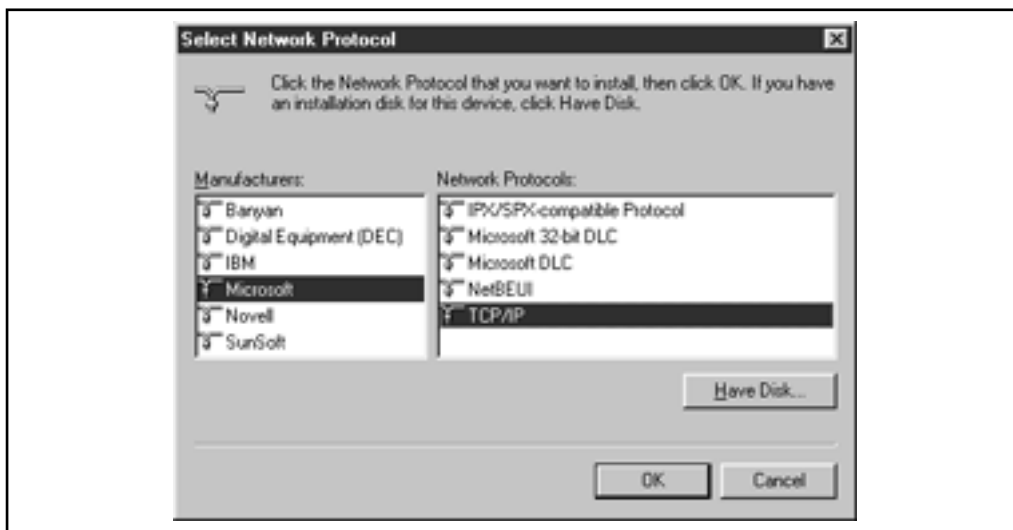 Select Network Protocol
Click the Network Protocol that you want to install, then click OK. If you have
an installation disk for this device, click Have Disk.
Manufacturers:
Banyan
Digital Equipment (DEC)
IBM
Microsoft
Novell
SunSoft
Network Protocols:
IPX/SPX-compatible Protocol
Microsoft 32-bit DLC
Microsoft DLC
NetBEUI
TCP/IP
Have Disk...
OK
Cancel